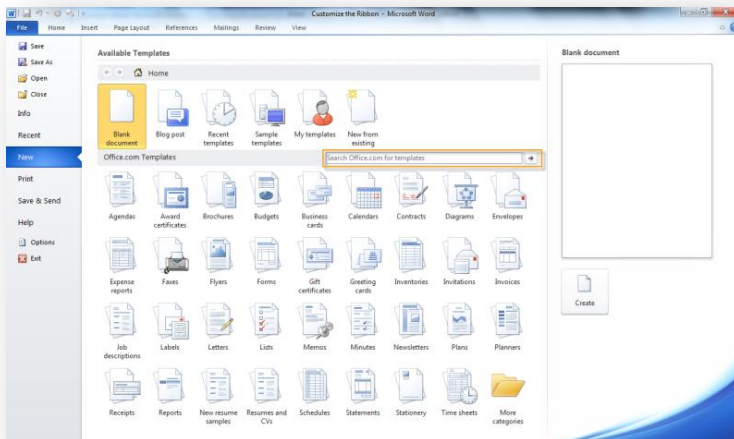 Customize the Ribbon - Microsoft Word
File Home Insert Page Layout References Mailings Review View
Save
Save As
Open
Close
Info
Recent
New
Print
Save & Send
Help
Options
Exit
Available Templates
Home
Blank document
Blog post
Recent templates
Sample templates
My templates
New from existing
Office.com Templates
Search Office.com for templates
Agendas
Award certificates
Brochures
Budgets
Business cards
Calendars
Contracts
Diagrams
Envelopes
Expense reports
Faxes
Flyers
Forms
Gift certificates
Greeting cards
Inventories
Invitations
Invoices
Job descriptions
Labels
Letters
Lists
Memos
Minutes
Newsletters
Plans
Planners
Receipts
Reports
New resume samples
Resumes and CVs
Schedules
Statements
Stationery
Time sheets
More categories
Blank document
Create